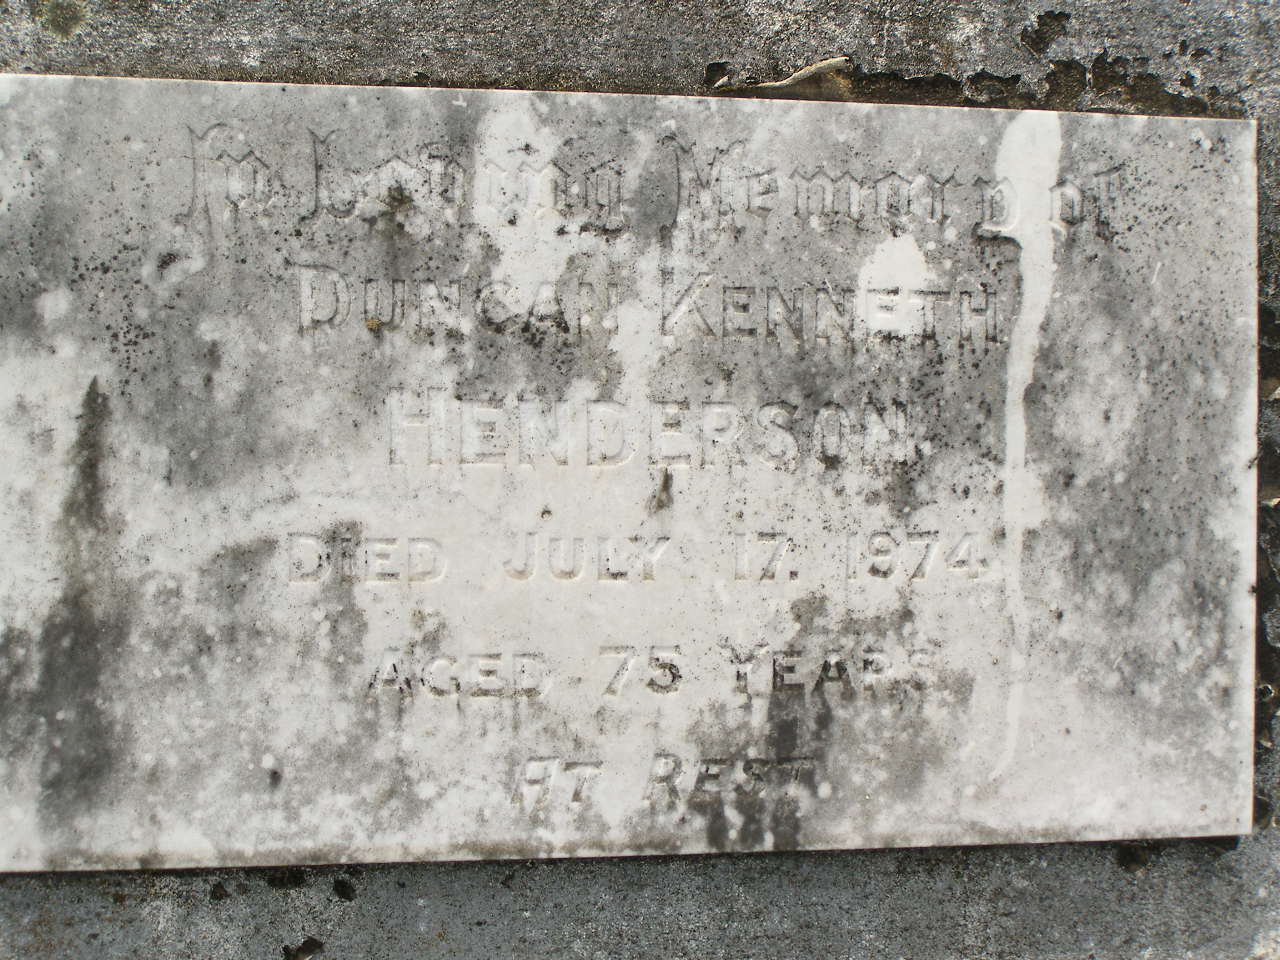 In Loving Memory of
DUNCAN KENNETH
HENDERSON.
DIED JULY 17. 1974
AGED 75 YEARS
AT REST